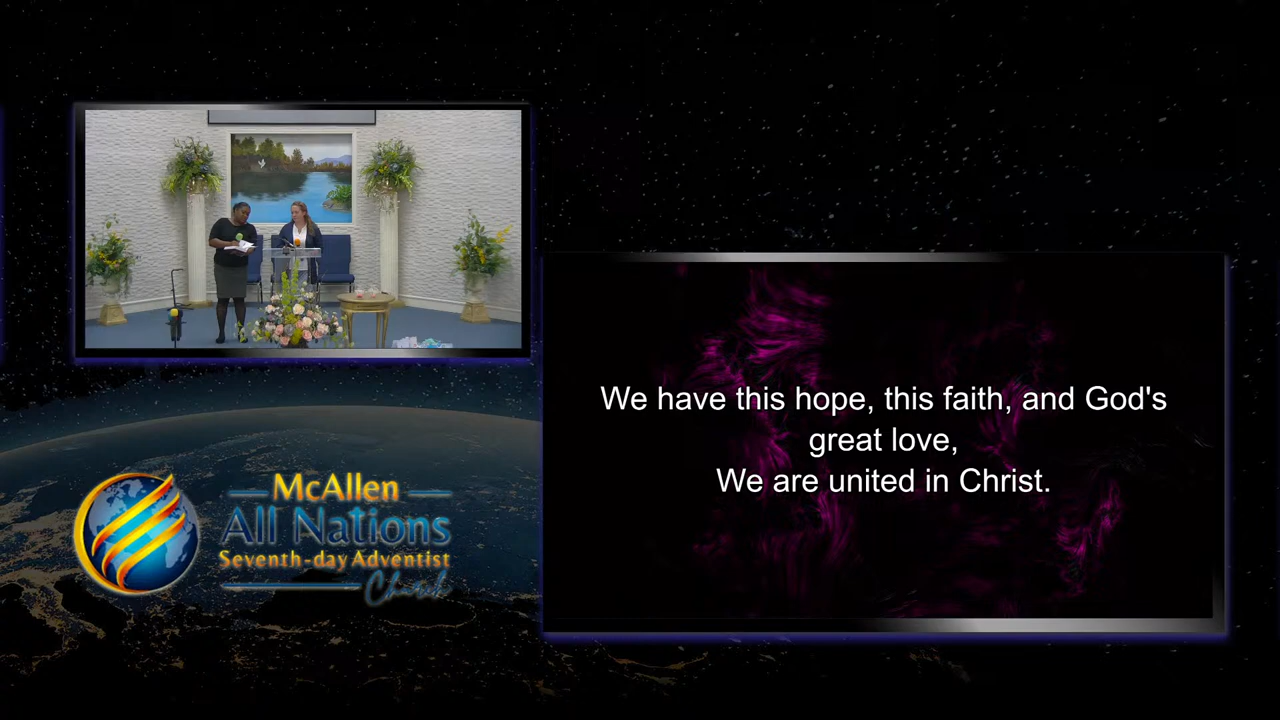 We have this hope, this faith, and God's
great love,
We are united in Christ.
McAllen
All Nations
Seventh-day Adventist
Church